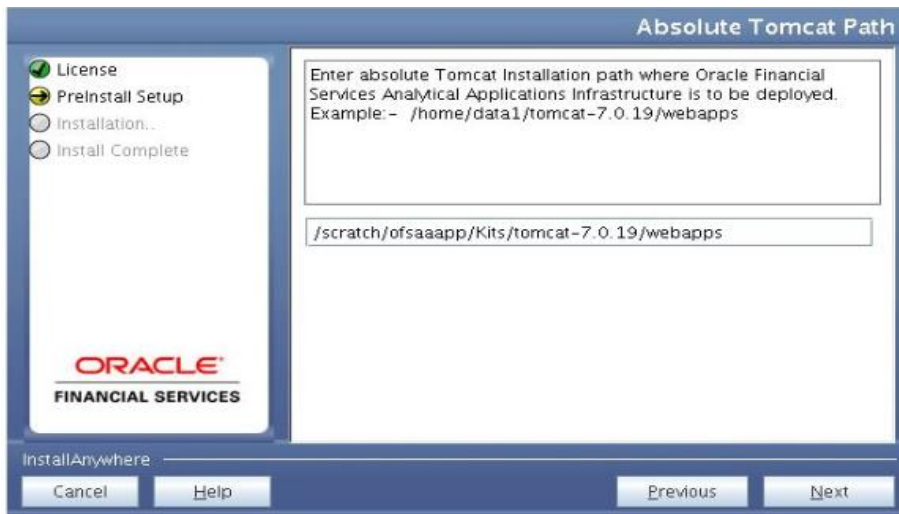 Absolute Tomcat Path
License
PreInstall Setup
Installation..
Install Complete
Enter absolute Tomcat Installation path where Oracle Financial
Services Analytical Applications Infrastructure is to be deployed.
Example:- /home/data1/tomcat-7.0.19/webapps
/scratch/ofsaaapp/Kits/tomcat-7.0.19/webapps
ORACLE
FINANCIAL SERVICES
InstallAnywhere
Cancel Help Previous Next